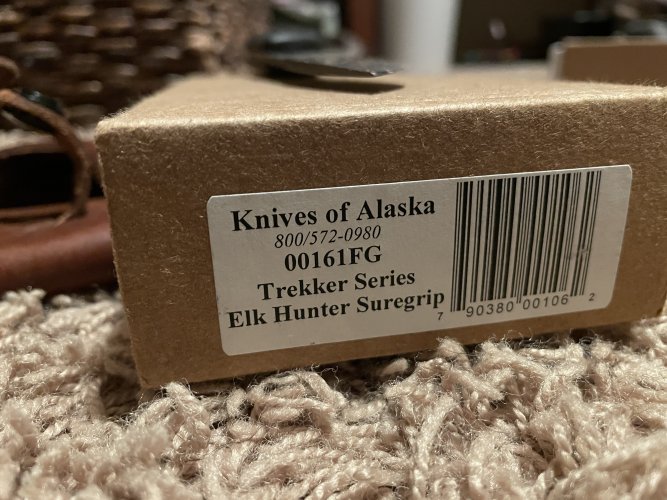 Knives of Alaska
800/572-0980
00161FG
Trekker Series
Elk Hunter Suregrip
7 90380 00106 2